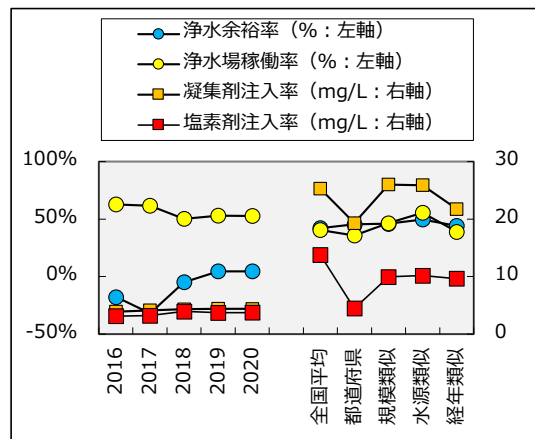 浄水余裕率（%：左軸）
浄水場稼働率（%：左軸）
凝集剤注入率（mg/L：右軸）
塩素剤注入率（mg/L：右軸）
100%
50%
0%
-50%
30
20
10
0
2016
2017
2018
2019
2020
全国平均
都道府県
規模類似
水源類似
経年類似